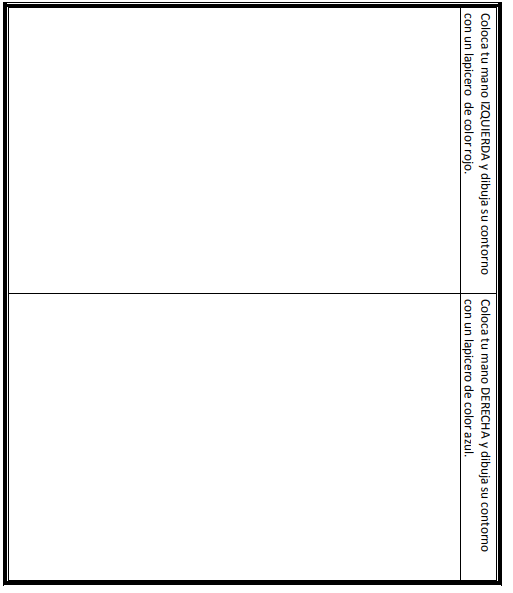 Coloca tu mano IZQUIERDA y dibuja su contorno
con un lapicero de color rojo.
Coloca tu mano DERECHA y dibuja su contorno
con un lapicero de color azul.